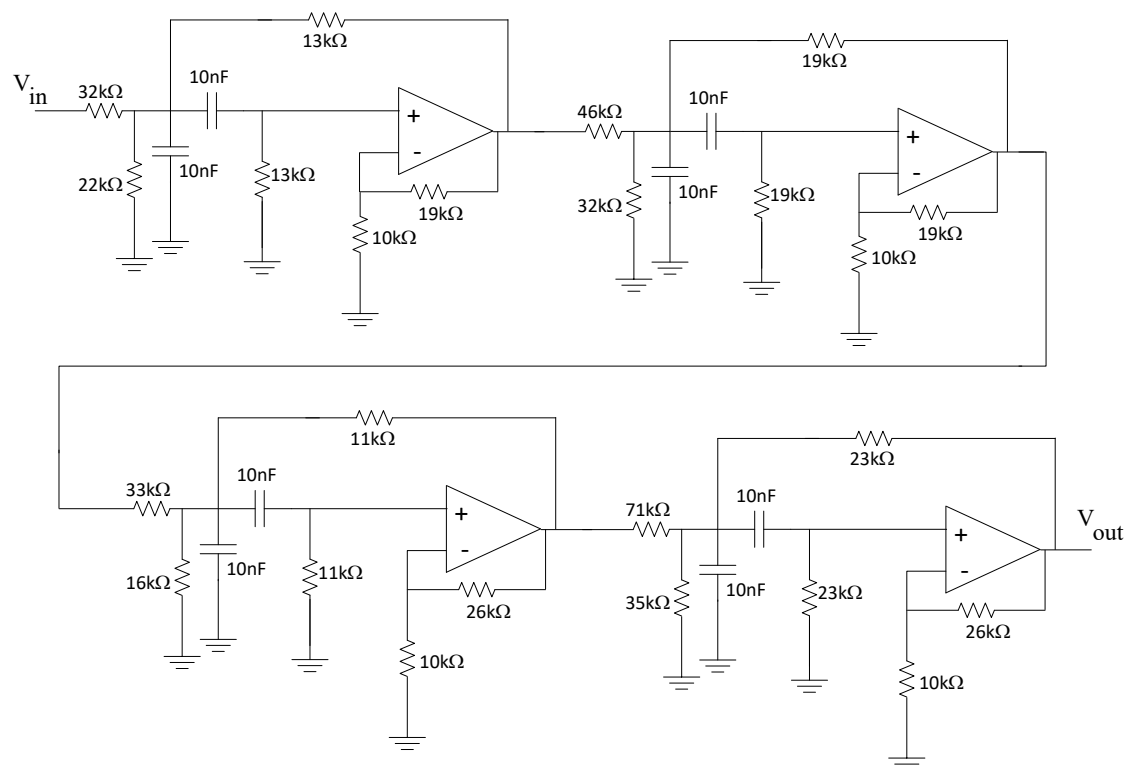 13kΩ
19kΩ
V
in
32kΩ
10nF
+
-
46kΩ
10nF
+
-
22kΩ
10nF
13kΩ
19kΩ
10kΩ
32kΩ
10nF
19kΩ
19kΩ
10kΩ
11kΩ
23kΩ
33kΩ
10nF
+
-
71kΩ
10nF
+
-
V
out
16kΩ
10nF
11kΩ
26kΩ
10kΩ
35kΩ
10nF
23kΩ
26kΩ
10kΩ